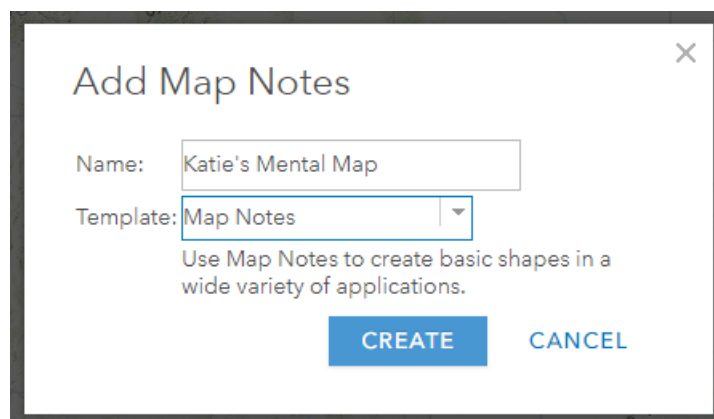 Add Map Notes
Name: Katie's Mental Map
Template: Map Notes
Use Map Notes to create basic shapes in a
wide variety of applications.
CREATE CANCEL